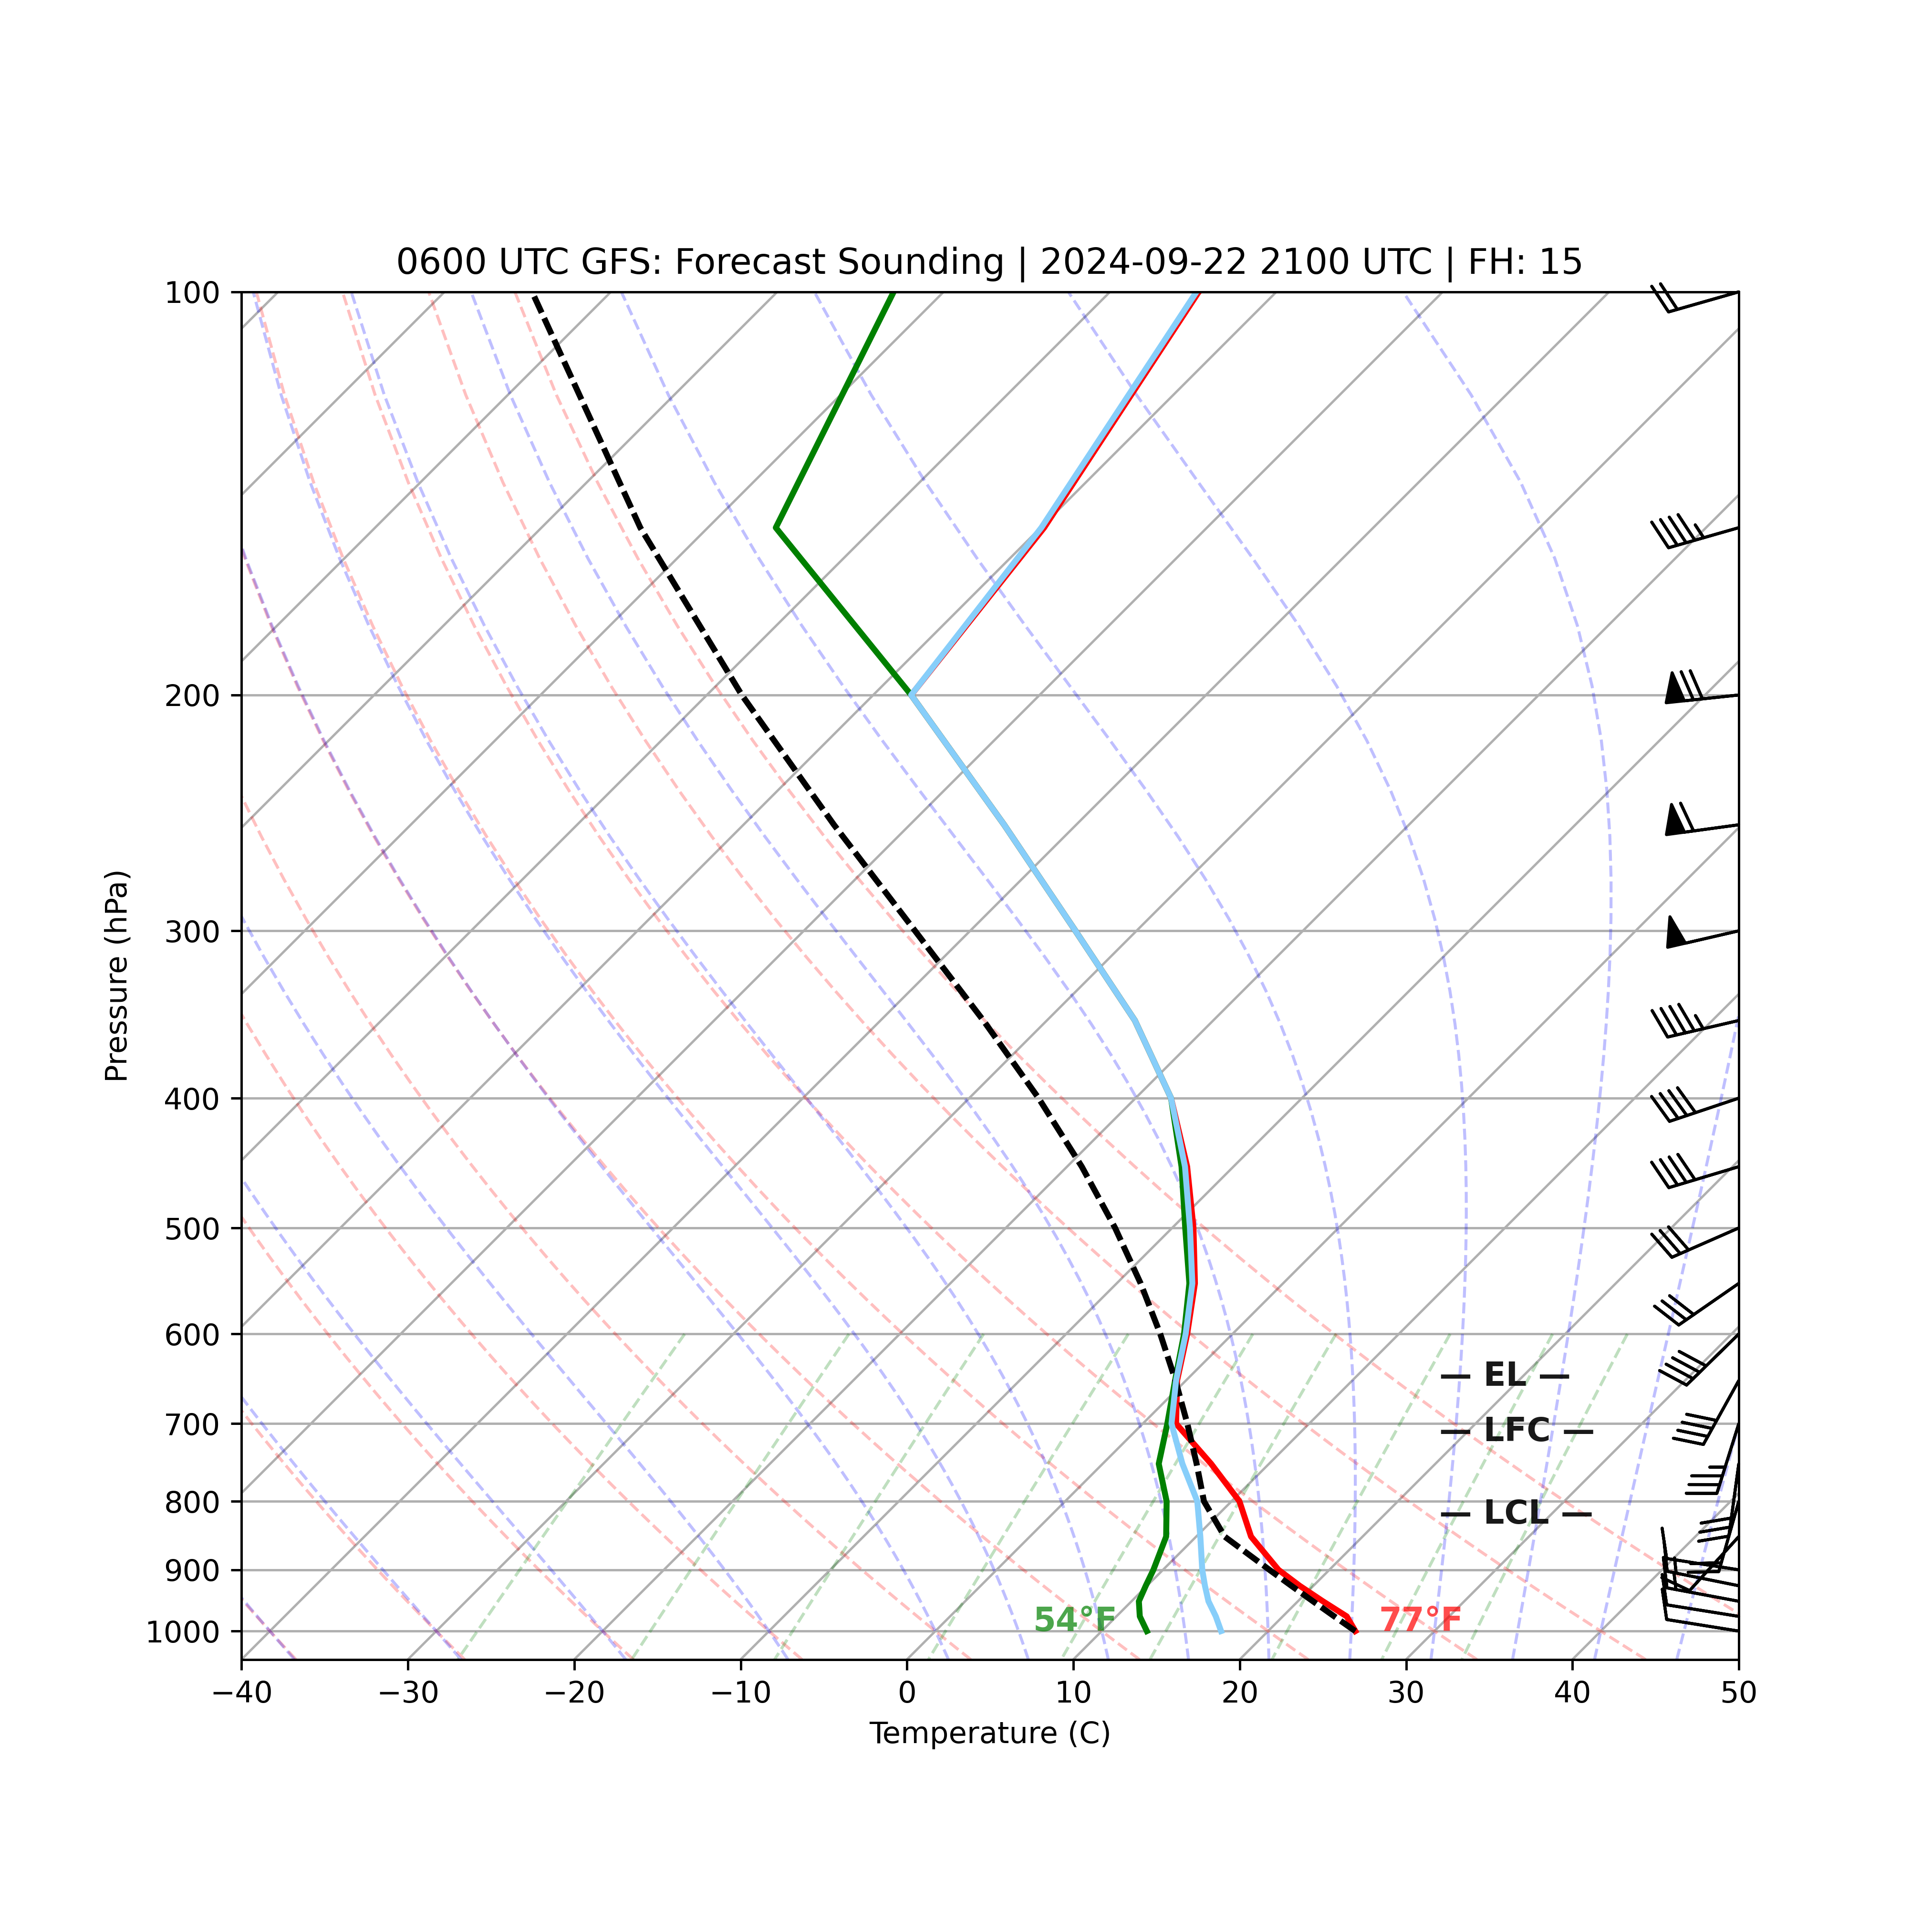 0600 UTC GFS: Forecast Sounding | 2024-09-22 2100 UTC | FH: 15
100
200
300
400
500
600
700
800
900
1000
Pressure (hPa)
— EL —
— LFC —
— LCL —
54°F
77°F
−40 −30 −20 −10 0 10 20 30 40 50
Temperature (C)